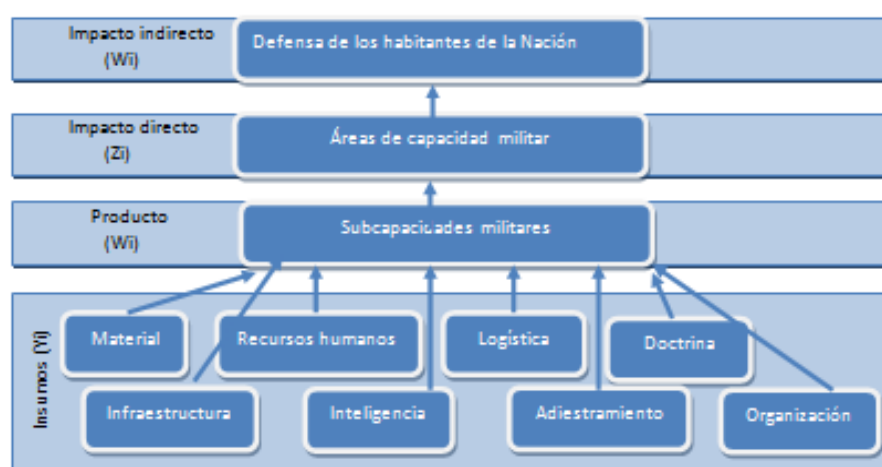 Impacto indirecto
(Wi)
Defensa de los habitantes de la Nación
Impacto directo
(Zi)
Áreas de capacidad militar
Producto
(Wi)
Subcapacidades militares
Insumos (Yi)
Material
Recursos humanos
Logística
Doctrina
Infraestructura
Inteligencia
Adiestramiento
Organización